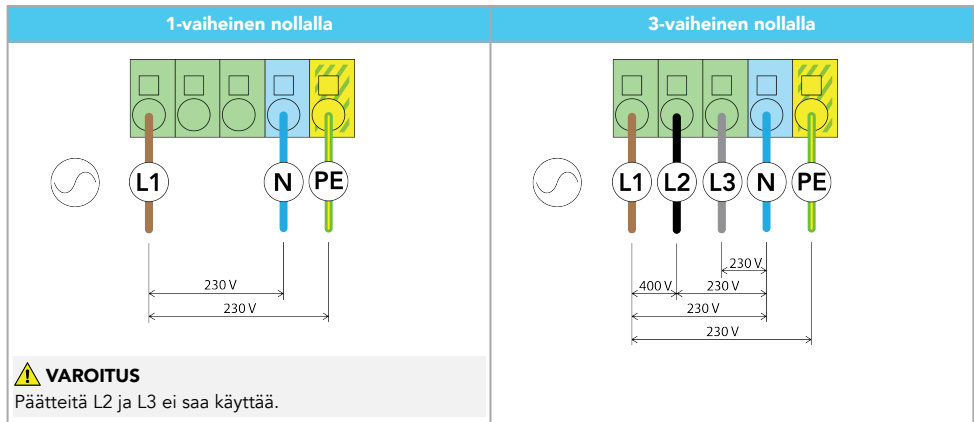 1-vaiheinen nollalla
L1 N PE
230 V
230 V
VAROITUS
Päätteitä L2 ja L3 ei saa käyttää.
3-vaiheinen nollalla
L1 L2 L3 N PE
230 V
400 V 230 V
230 V
230 V